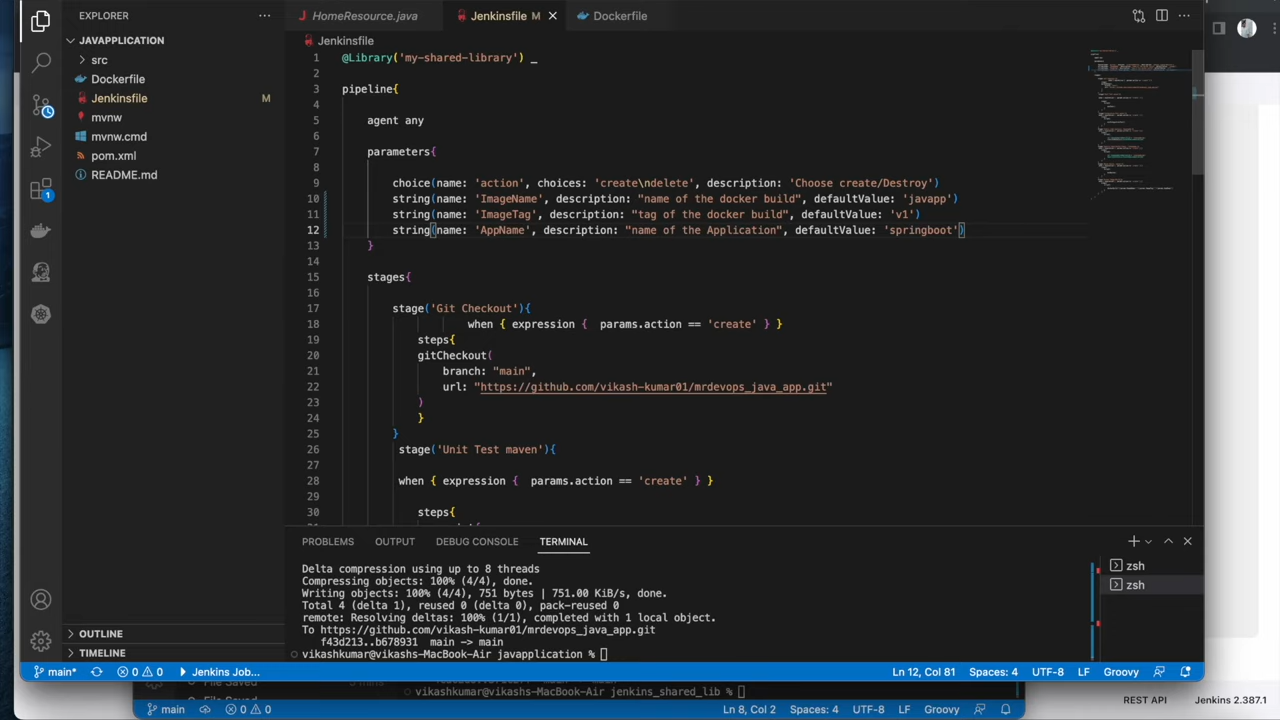 EXPLORER
HomeResource.java
Jenkinsfile M
Dockerfile
JAVAPPLICATION
src
Dockerfile
Jenkinsfile M
mvnw
mvnw.cmd
pom.xml
README.md
OUTLINE
TIMELINE
Jenkinsfile
1 @Library('my-shared-library') _
2
3 pipeline{
4
5 agent any
6
7 parameters{
8
9 choice(name: 'action', choices: 'create\ndelete', description: 'Choose create/Destroy')
10 string(name: 'ImageName', description: "name of the docker build", defaultValue: 'javapp')
11 string(name: 'ImageTag', description: "tag of the docker build", defaultValue: 'v1')
12 string(name: 'AppName', description: "name of the Application", defaultValue: 'springboot')
13 }
14
15 stages{
16
17 stage('Git Checkout'){
18 when { expression { params.action == 'create' } }
19 steps{
20 gitCheckout(
21 branch: "main",
22 url: "https://github.com/vikash-kumar01/mrdevops_java_app.git"
23 )
24 }
25 }
26 stage('Unit Test maven'){
27
28 when { expression { params.action == 'create' } }
29
30 steps{
PROBLEMS OUTPUT DEBUG CONSOLE TERMINAL
Delta compression using up to 8 threads
Compressing objects: 100% (4/4), done.
Writing objects: 100% (4/4), 751 bytes | 751.00 KiB/s, done.
Total 4 (delta 1), reused 0 (delta 0), pack-reused 0
remote: Resolving deltas: 100% (1/1), completed with 1 local object.
To https://github.com/vikash-kumar01/mrdevops_java_app.git
f43d213..b678931 main -> main
vikashkumar@vikashs-MacBook-Air javapplication %
zsh
zsh
main* 0 0 Jenkins Job... Ln 12, Col 81 Spaces: 4 UTF-8 LF Groovy
vikashkumar@vikashs-MacBook-Air jenkins_shared_lib %
main 0 0 Ln 8, Col 2 Spaces: 4 UTF-8 LF Groovy
REST API Jenkins 2.387.1